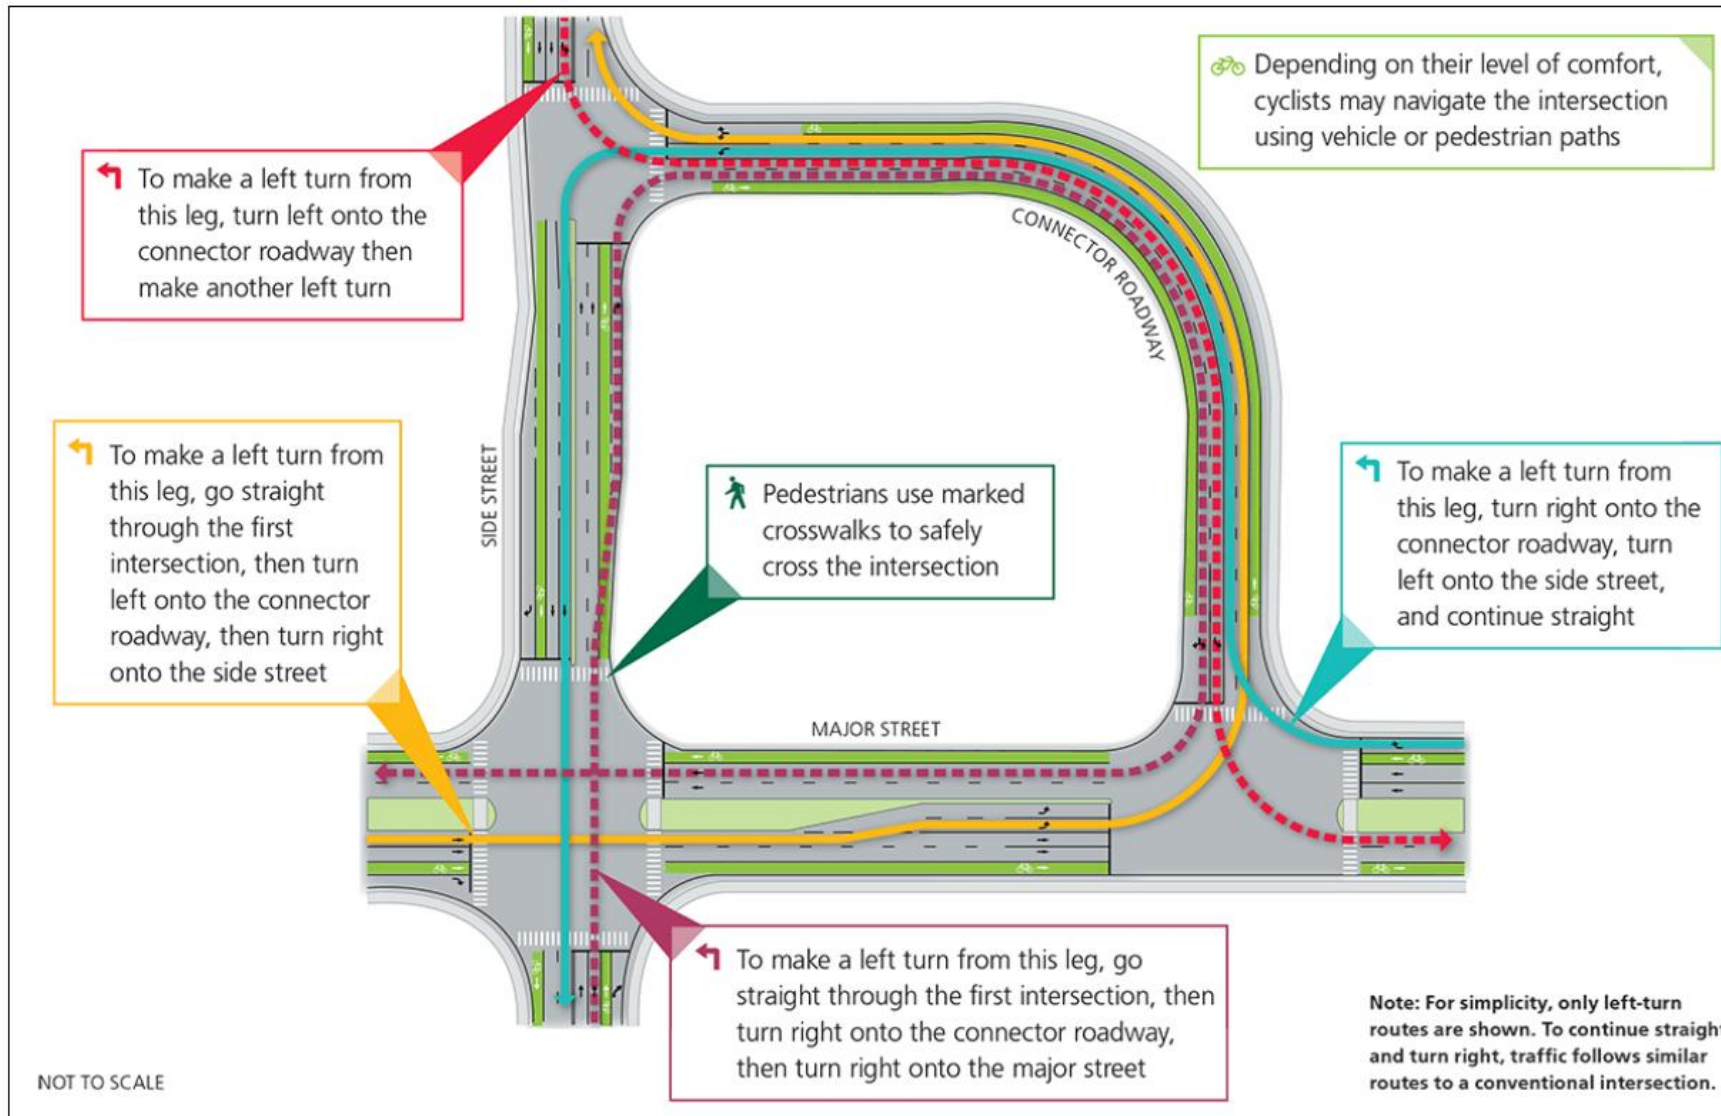 Depending on their level of comfort,
cyclists may navigate the intersection
using vehicle or pedestrian paths
To make a left turn from
this leg, turn left onto the
connector roadway then
make another left turn
CONNECTOR ROADWAY
To make a left turn from
this leg, go straight
through the first
intersection, then turn
left onto the connector
roadway, then turn right
onto the side street
SIDE STREET
Pedestrians use marked
crosswalks to safely
cross the intersection
To make a left turn from
this leg, turn right onto the
connector roadway, turn
left onto the side street,
and continue straight
MAJOR STREET
To make a left turn from this leg, go
straight through the first intersection, then
turn right onto the connector roadway,
then turn right onto the major street
Note: For simplicity, only left-turn
routes are shown. To continue straight
and turn right, traffic follows similar
routes to a conventional intersection.
NOT TO SCALE